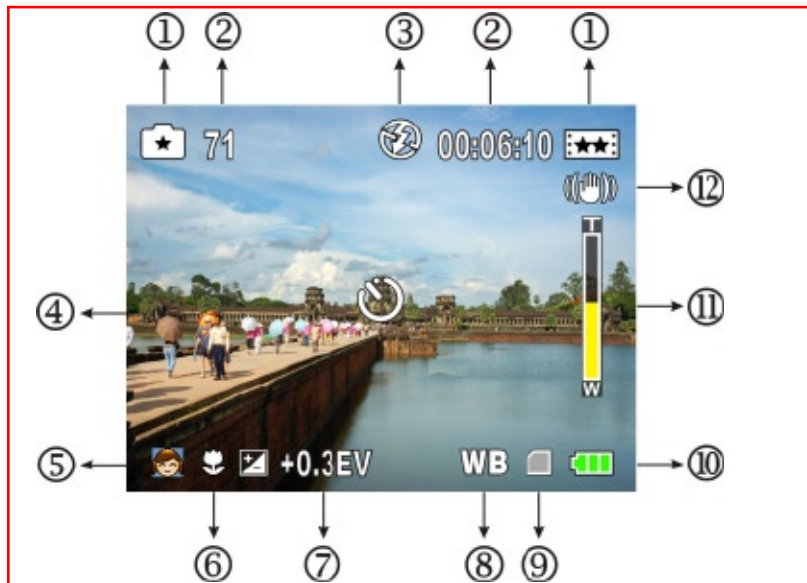 ① ② ③ ② ①
71 00:06:10
⑫
T
④ ⑪
W
⑤ +0.3EV WB ⑩
⑥ ⑦ ⑧ ⑨